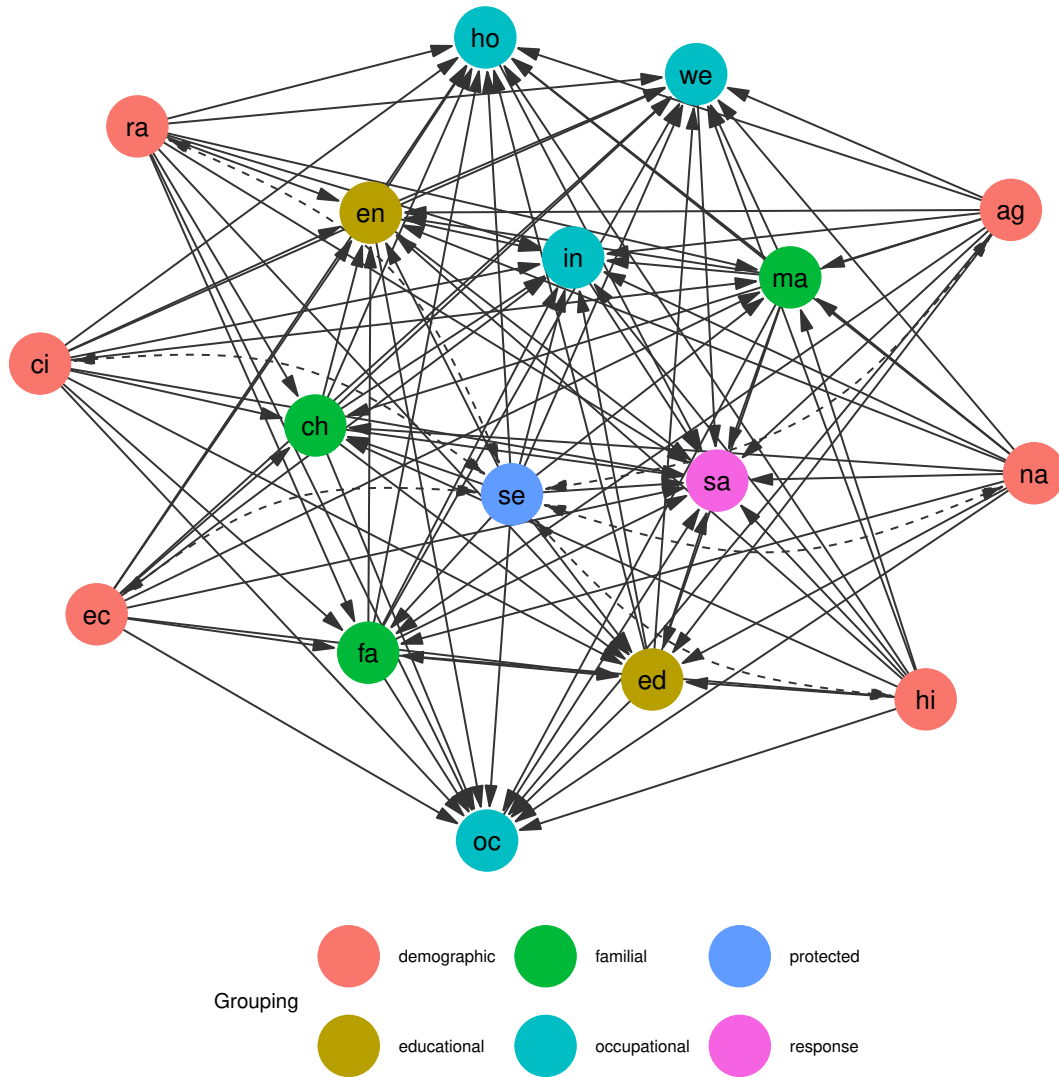 ho
we
ra
ag
en
in
ma
ci
ch
se
sa
na
ec
fa
ed
hi
oc
demographic familial protected
Grouping
educational occupational response